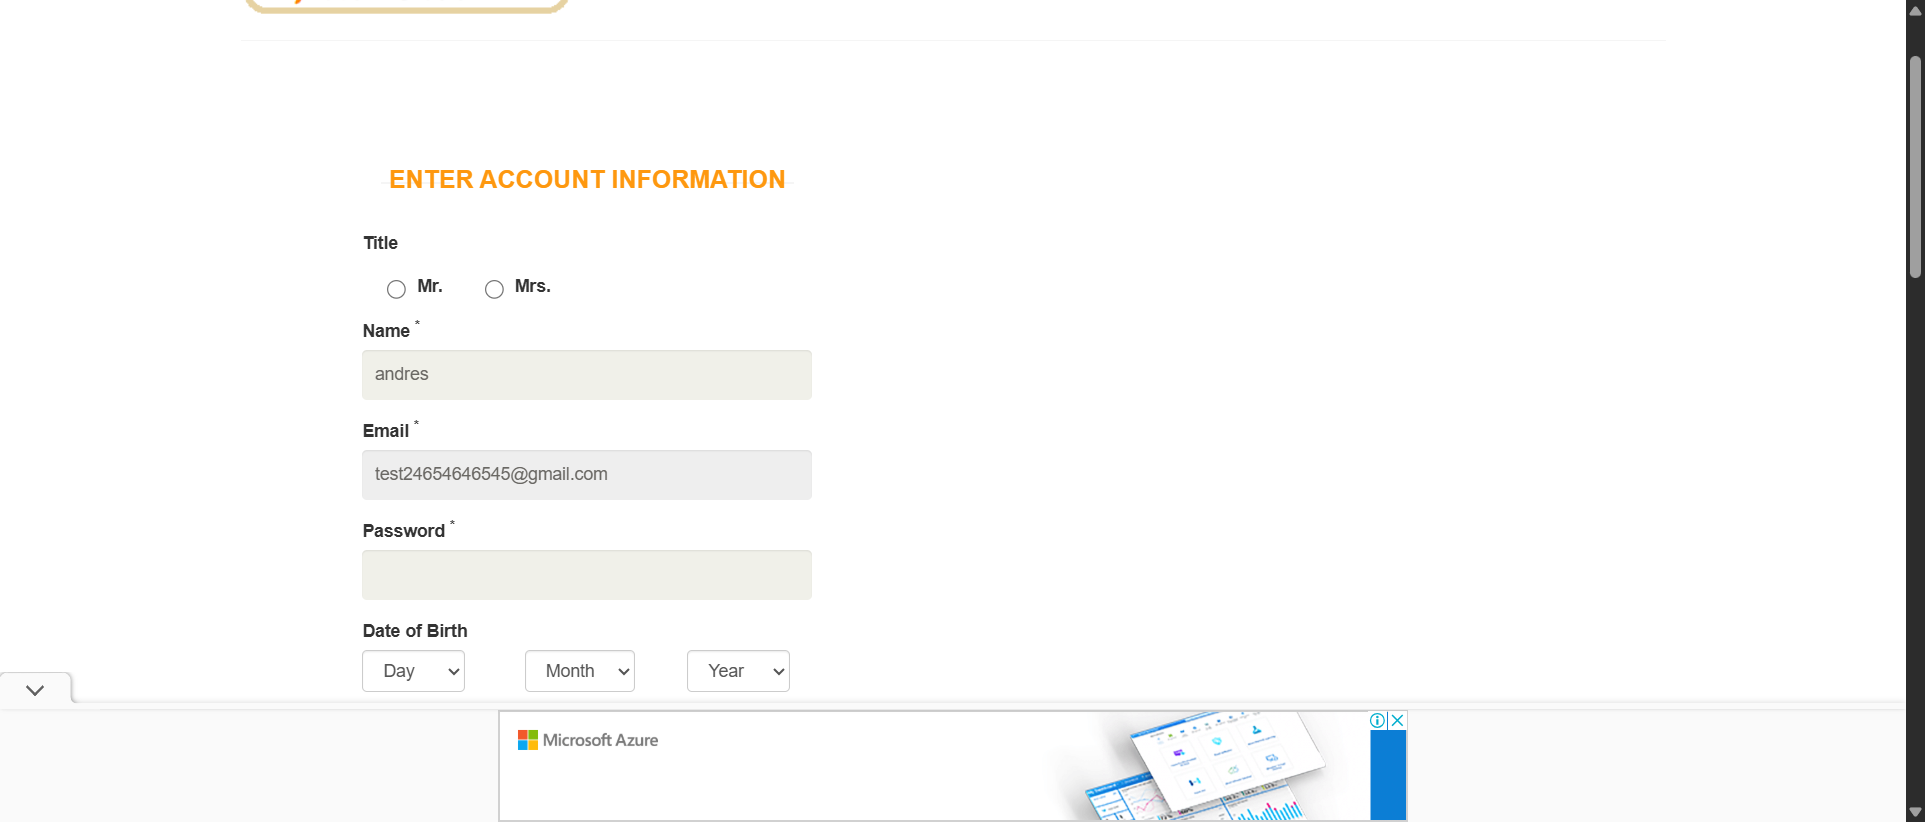 ENTER ACCOUNT INFORMATION
Title
Mr. Mrs.
Name *
andres
Email *
test24654646545@gmail.com
Password *
Date of Birth
Day Month Year
Microsoft Azure